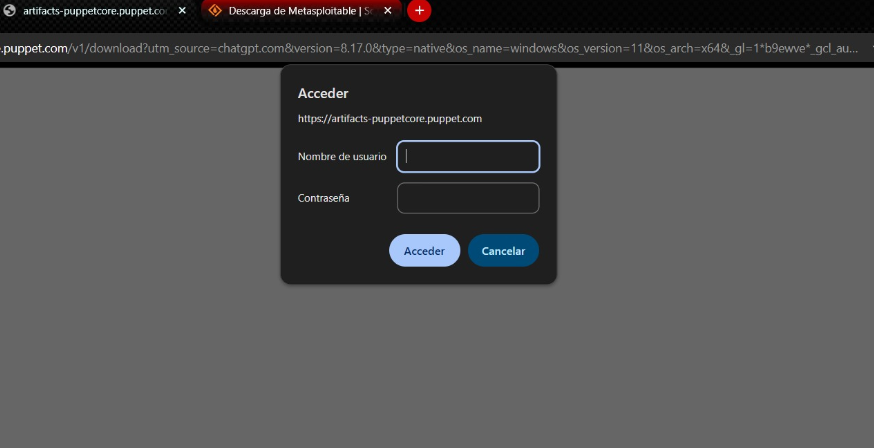 artifacts-puppetcore.puppet.co
Descarga de Metasploitable | S
.puppet.com/v1/download?utm_source=chatgpt.com&version=8.17.0&type=native&os_name=windows&os_version=11&os_arch=x64&_gl=1*b9ewve*_gcl_au...
Acceder
https://artifacts-puppetcore.puppet.com
Nombre de usuario
Contraseña
Acceder Cancelar